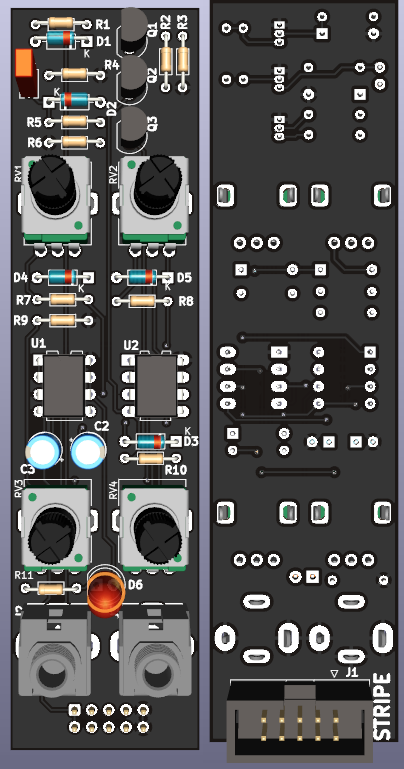 R1
D1
K
Q1
R2
R3
R4
Q2
K
D2
R5
R6
Q3
RV1
RV2
D4
K
D5
K
R7
R8
R9
U1
U2
K
D3
C2
C3
R10
RV3
RV4
R11
D6
J1
STRIPE